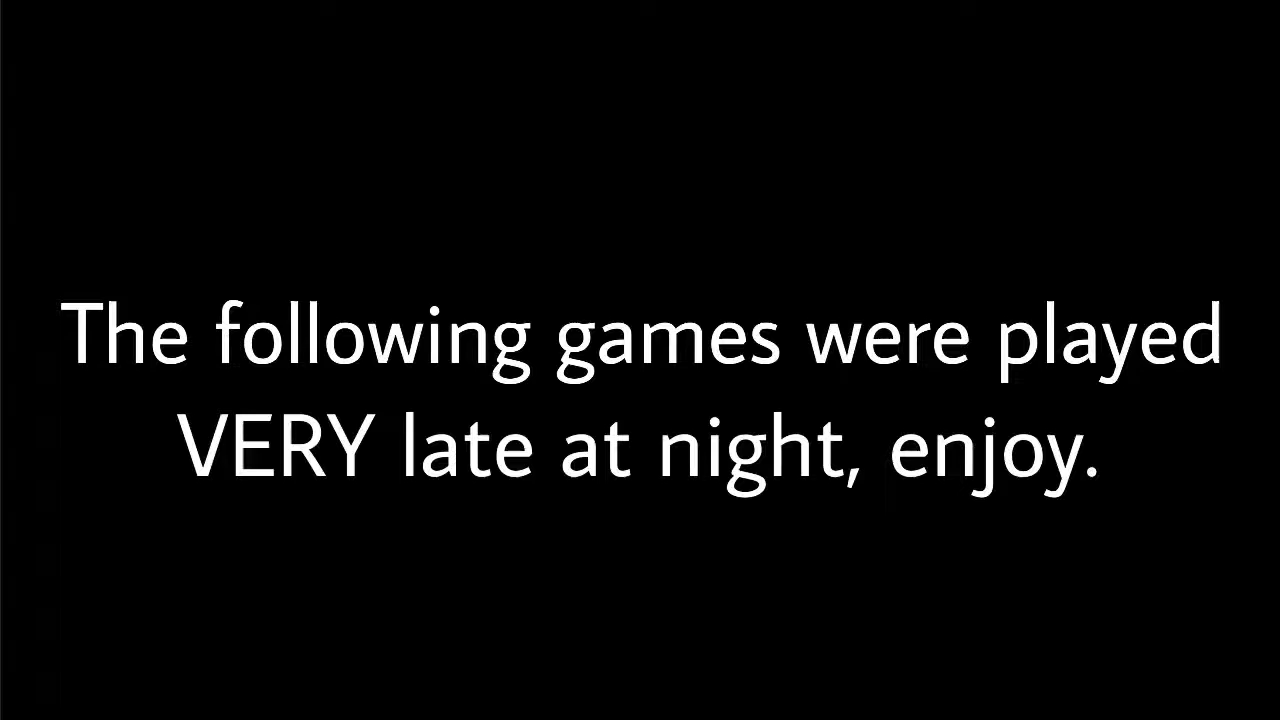 The following games were played
VERY late at night, enjoy.